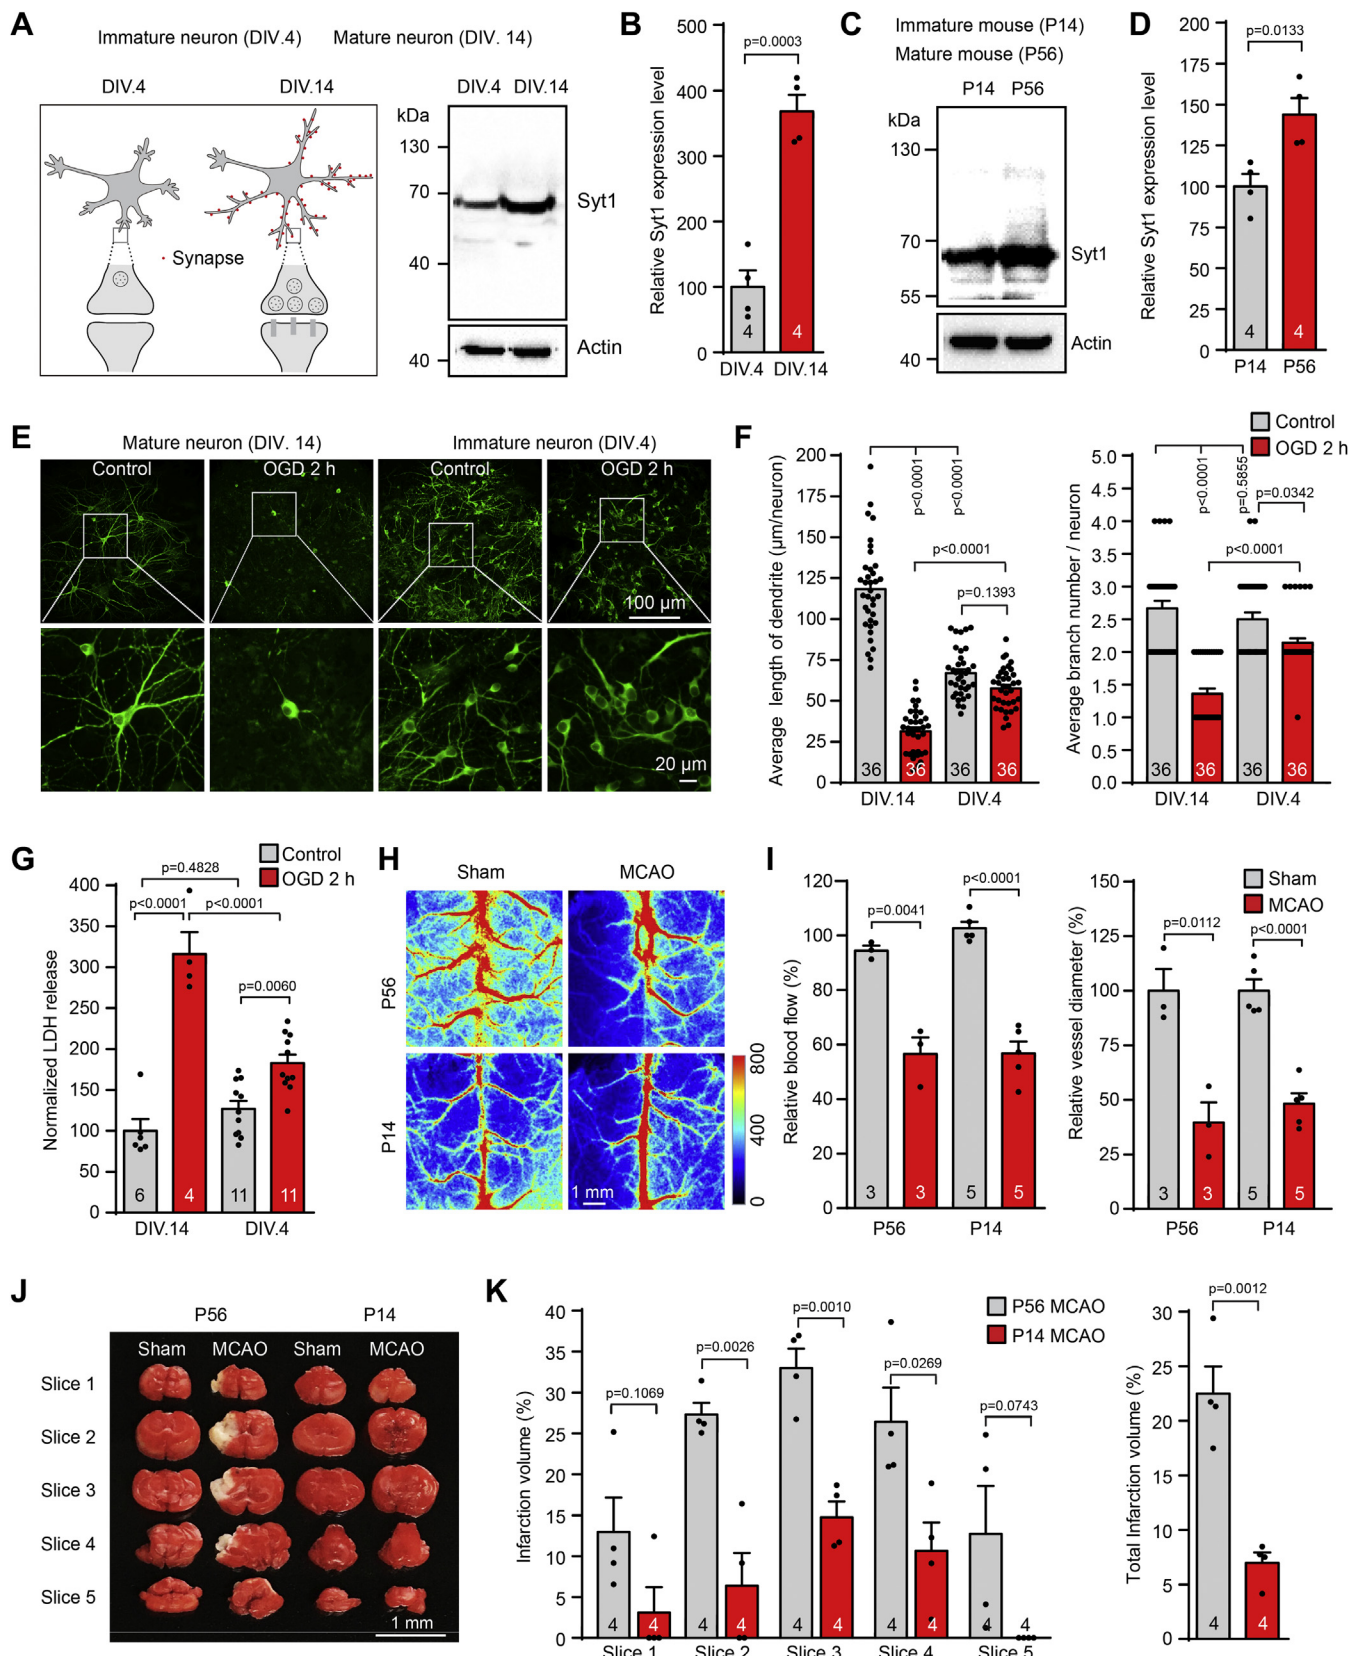 A
Immature neuron (DIV.4)
Mature neuron (DIV. 14)
DIV.4
DIV.14
Synapse
DIV.4 DIV.14
kDa
130
70
40
40
Syt1
Actin
B
Relative Syt1 expression level
500
400
300
200
100
0
p=0.0003
4
4
DIV.4 DIV.14
C
Immature mouse (P14)
Mature mouse (P56)
P14 P56
kDa
130
70
55
40
Syt1
Actin
D
Relative Syt1 expression level
200
175
150
125
100
75
50
25
0
p=0.0133
4
4
P14 P56
E
Mature neuron (DIV. 14)
Immature neuron (DIV.4)
Control
OGD 2 h
Control
OGD 2 h
100 µm
20 µm
F
Control
OGD 2 h
Average length of dendrite (µm/neuron)
200
175
150
125
100
75
50
25
0
p<0.0001
p<0.0001
p<0.0001
p=0.1393
36
36
36
36
DIV.14
DIV.4
Average branch number / neuron
5.0
4.5
4.0
3.5
3.0
2.5
2.0
1.5
1.0
0.5
0.0
p<0.0001
p=0.5855
p=0.0342
p<0.0001
36
36
36
36
DIV.14
DIV.4
G
Control
OGD 2 h
Normalized LDH release
400
350
300
250
200
150
100
50
0
p=0.4828
p<0.0001
p<0.0001
p=0.0060
6
4
11
11
DIV.14
DIV.4
H
Sham
MCAO
P56
P14
1 mm
800
400
0
I
Relative blood flow (%)
120
100
80
60
40
20
0
p=0.0041
p<0.0001
3
3
5
5
P56
P14
Sham
MCAO
Relative vessel diameter (%)
150
125
100
75
50
25
0
p=0.0112
p<0.0001
3
3
5
5
P56
P14
J
P56
P14
Sham
MCAO
Sham
MCAO
Slice 1
Slice 2
Slice 3
Slice 4
Slice 5
1 mm
K
P56 MCAO
P14 MCAO
Infarction volume (%)
40
35
30
25
20
15
10
5
0
p=0.1069
p=0.0026
p=0.0010
p=0.0269
p=0.0743
4
4
4
4
4
4
4
4
4
4
Slice 1
Slice 2
Slice 3
Slice 4
Slice 5
Total Infarction volume (%)
30
25
20
15
10
5
0
p=0.0012
4
4